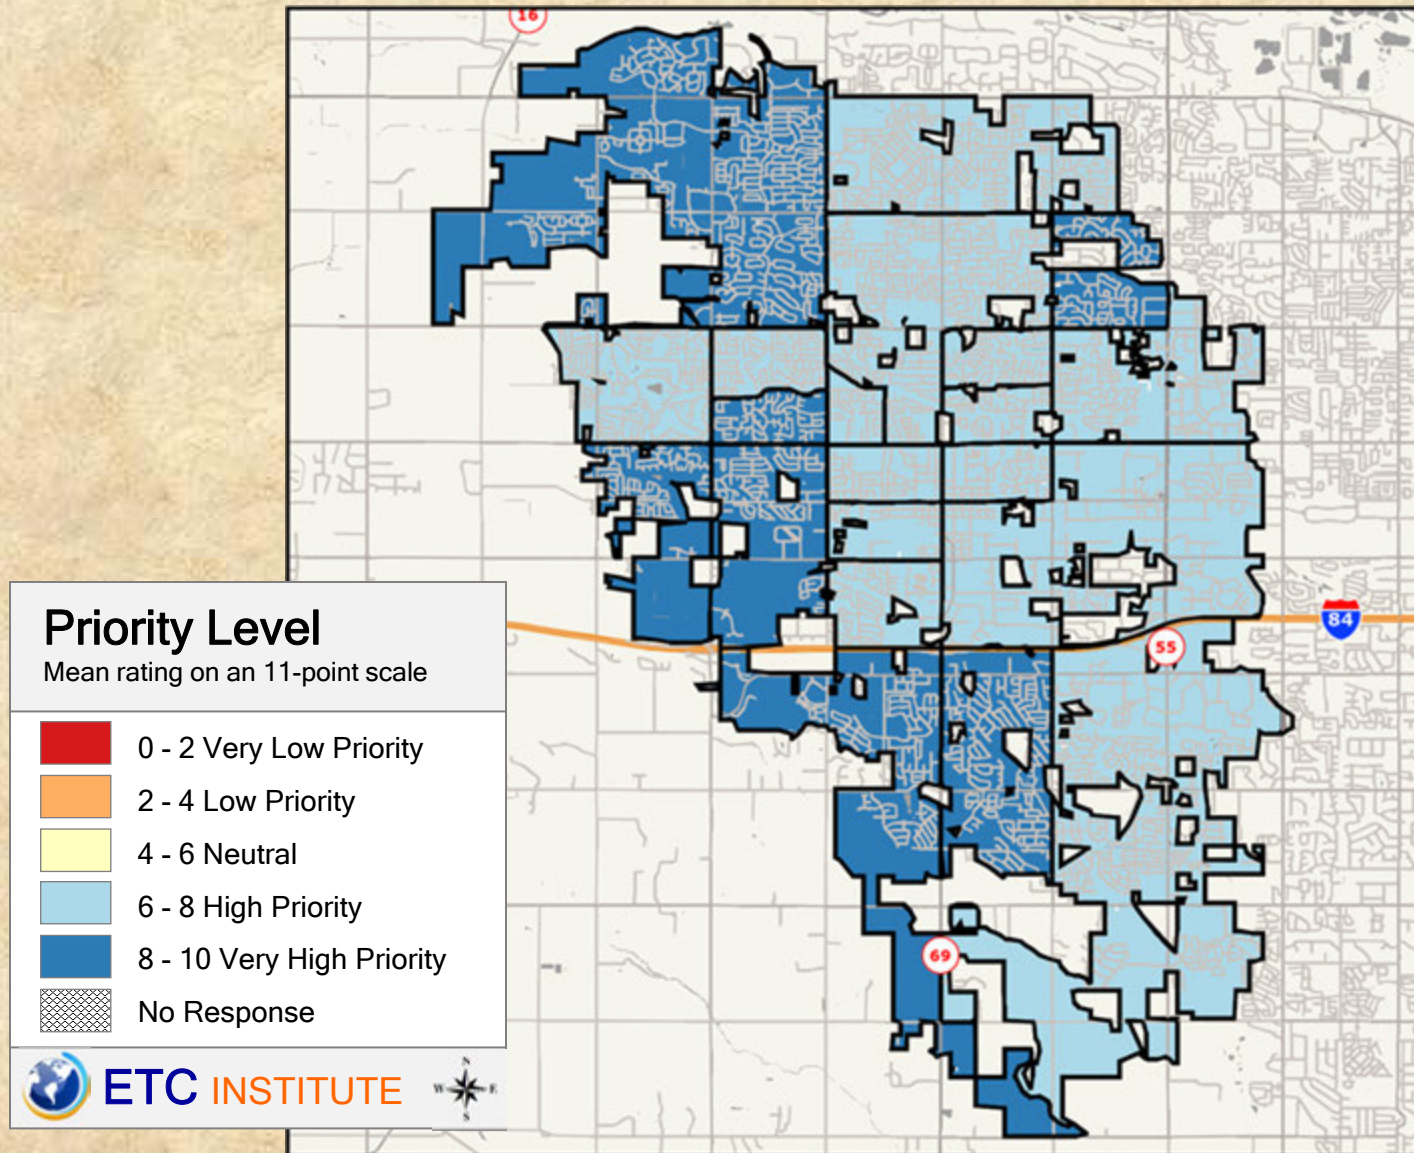 16
84
55
69
Priority Level
Mean rating on an 11-point scale
0 - 2 Very Low Priority
2 - 4 Low Priority
4 - 6 Neutral
6 - 8 High Priority
8 - 10 Very High Priority
No Response
ETC INSTITUTE
N
W E
S